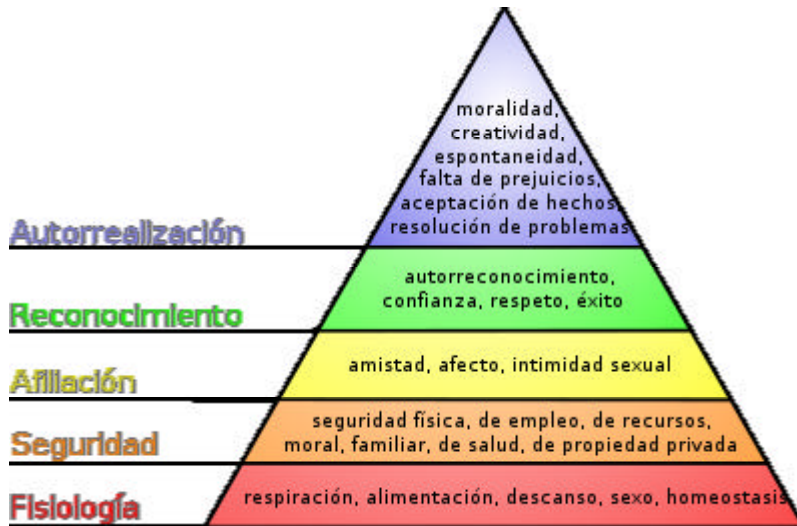 moralidad,
creatividad,
espontaneidad,
falta de prejuicios,
aceptación de hechos,
resolución de problemas
Autorrealización
autorreconocimiento,
confianza, respeto, éxito
Reconocimiento
amistad, afecto, intimidad sexual
Afiliación
seguridad física, de empleo, de recursos,
moral, familiar, de salud, de propiedad privada
Seguridad
respiración, alimentación, descanso, sexo, homeostasis
Fisiología